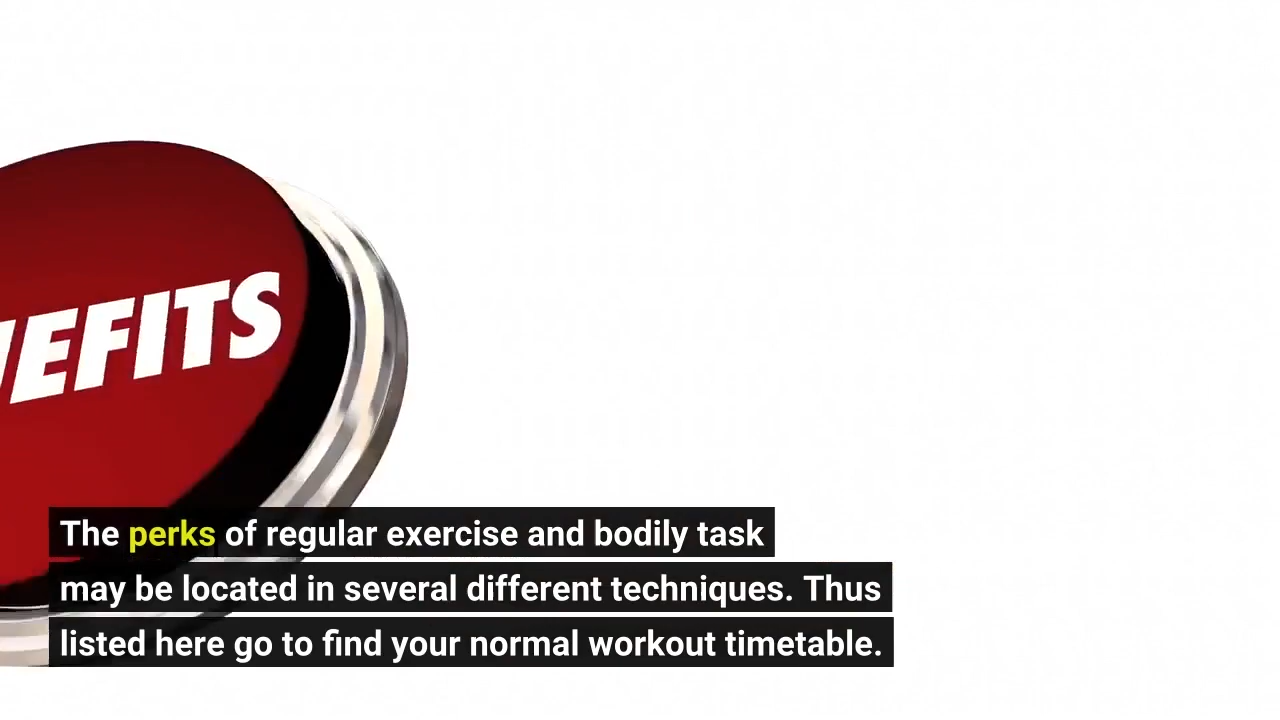 EFITS
The perks of regular exercise and bodily task
may be located in several different techniques. Thus
listed here go to find your normal workout timetable.